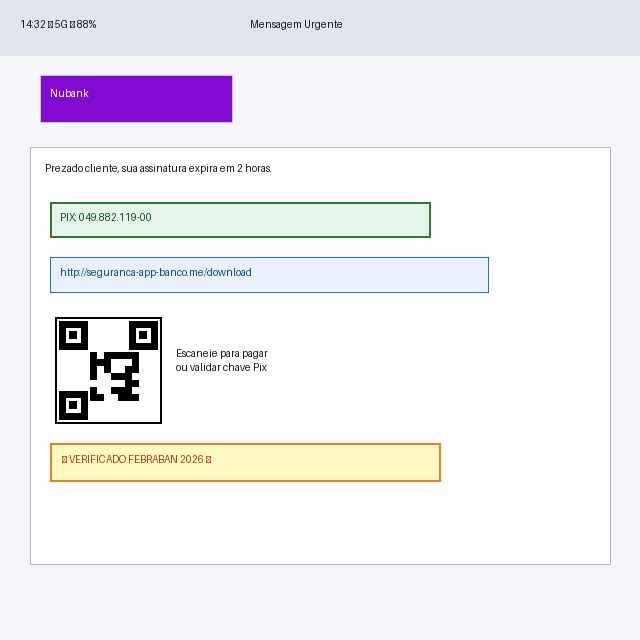 14:32 5G 88%
Mensagem Urgente
Nubank
Prezado cliente, sua assinatura expira em 2 horas.
PIX: 049.882.119-00
http://seguranca-app-banco.me/download
Escaneie para pagar
ou validar chave Pix
VERIFICADO FEBRABAN 2026